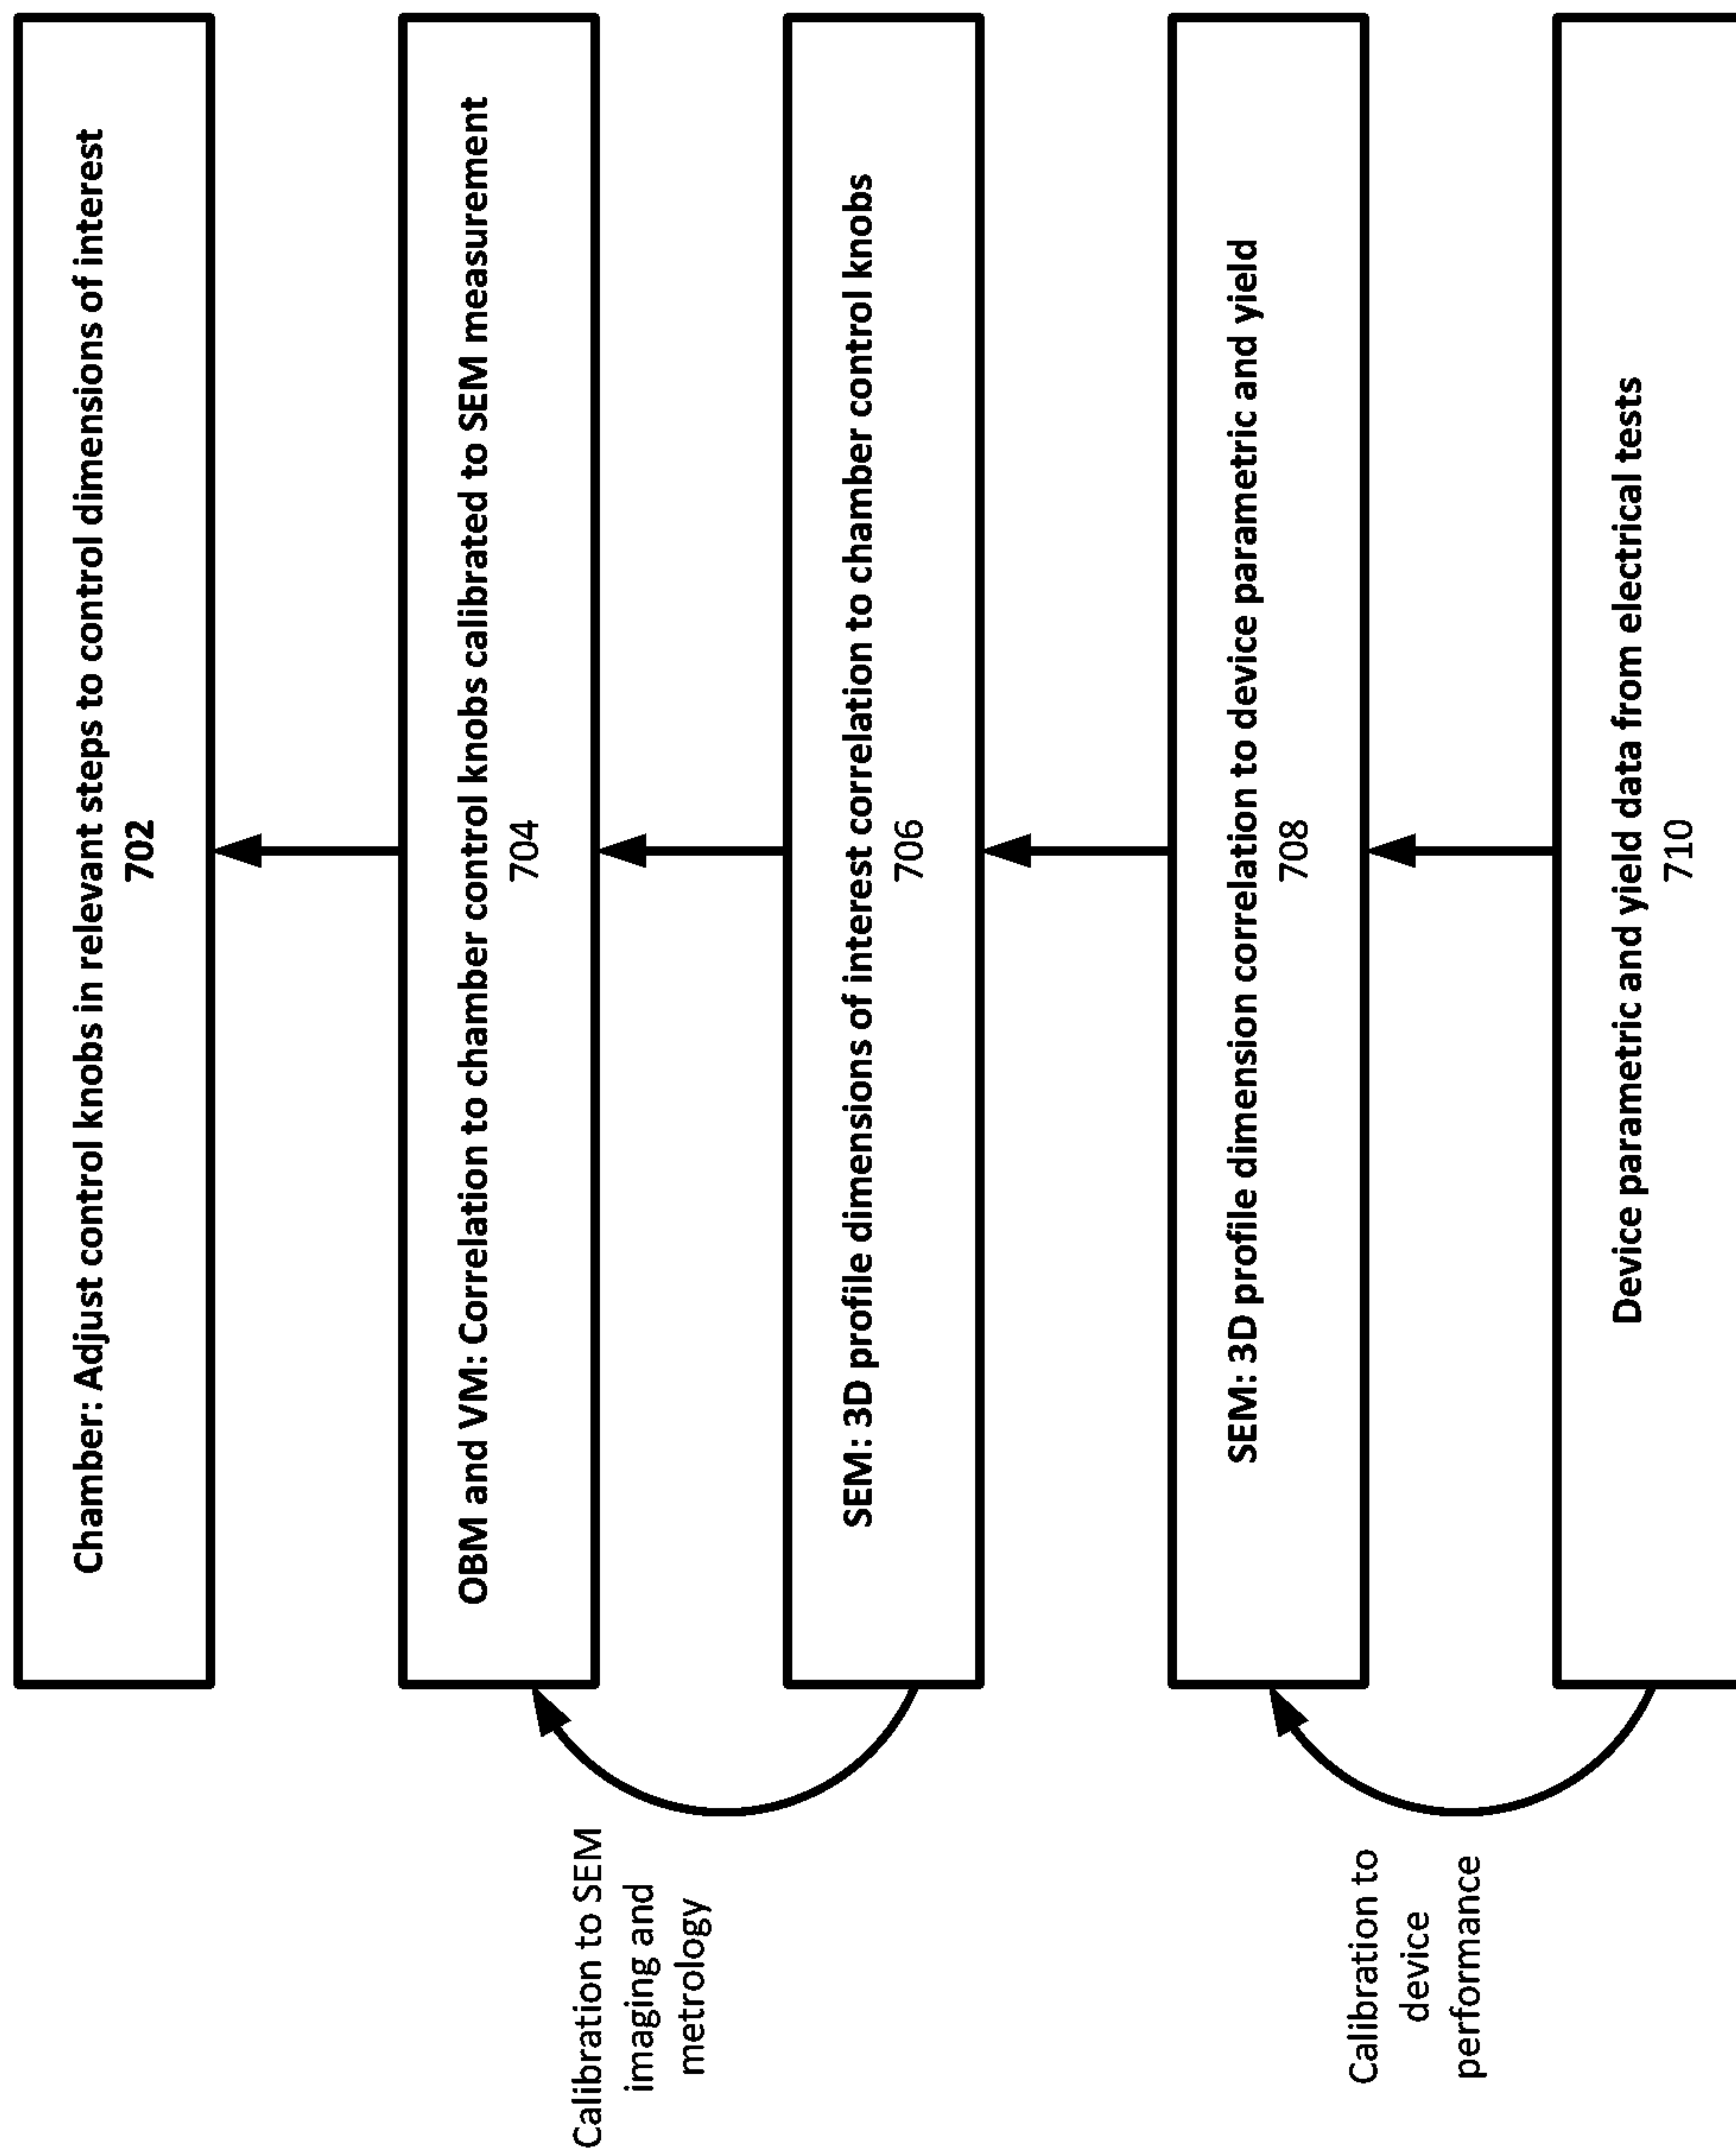 Chamber: Adjust control knobs in relevant steps to control dimensions of interest
702
OBM and VM: Correlation to chamber control knobs calibrated to SEM measurement
704
Calibration to SEM
imaging and
metrology
SEM: 3D profile dimensions of interest correlation to chamber control knobs
706
SEM: 3D profile dimension correlation to device parametric and yield
708
Calibration to
device
performance
Device parametric and yield data from electrical tests
710